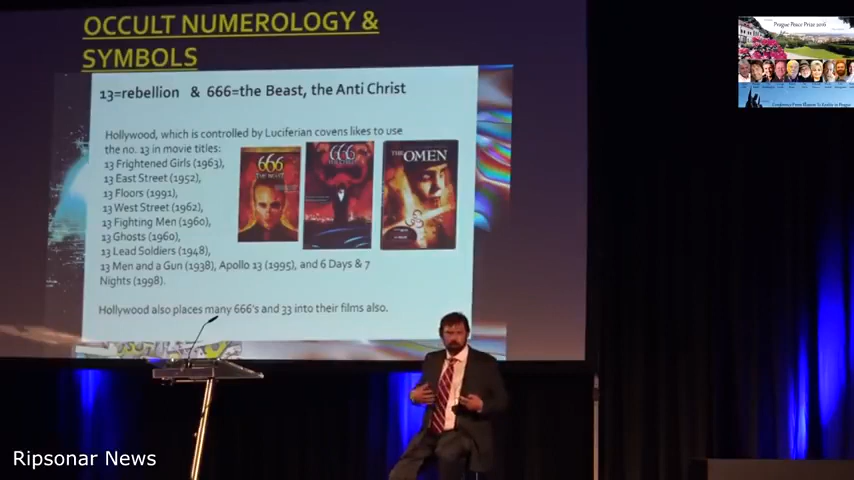 OCCULT NUMEROLOGY &
SYMBOLS
13=rebellion & 666=the Beast, the Anti Christ
Hollywood, which is controlled by Luciferian covens likes to use
the no. 13 in movie titles:
13 Frightened Girls (1963),
13 East Street (1952),
13 Floors (1991),
13 West Street (1962),
13 Fighting Men (1960),
13 Ghosts (1960),
13 Lead Soldiers (1948),
13 Men and a Gun (1938), Apollo 13 (1995), and 6 Days & 7
Nights (1998).
Hollywood also places many 666's and 33 into their films also.
666
666
THE OMEN
Prague Peace Prize 2016
Ripsonar News